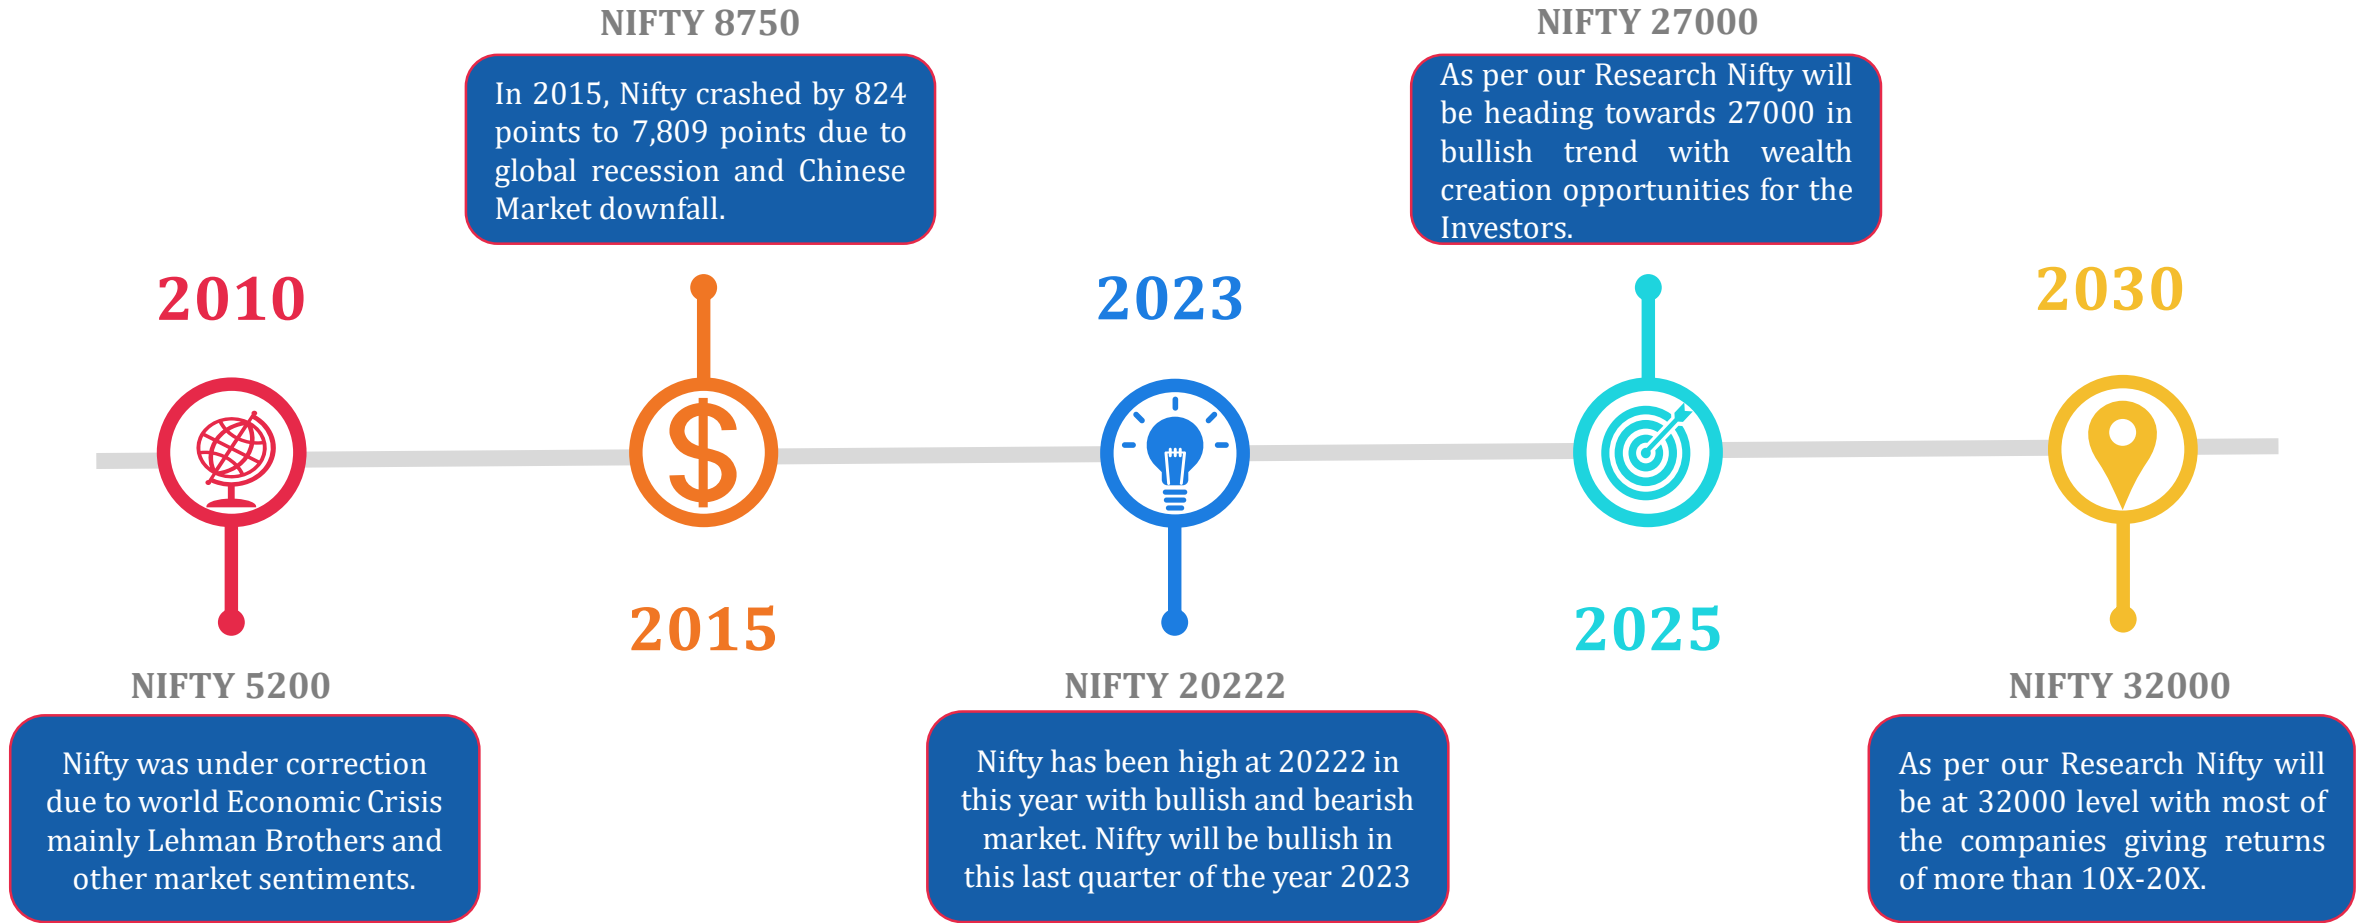 NIFTY 8750
In 2015, Nifty crashed by 824
points to 7,809 points due to
global recession and Chinese
Market downfall.
NIFTY 27000
As per our Research Nifty will
be heading towards 27000 in
bullish trend with wealth
creation opportunities for the
Investors.
2010
2023
2030
2015
2025
NIFTY 5200
Nifty was under correction
due to world Economic Crisis
mainly Lehman Brothers and
other market sentiments.
NIFTY 20222
Nifty has been high at 20222 in
this year with bullish and bearish
market. Nifty will be bullish in
this last quarter of the year 2023
NIFTY 32000
As per our Research Nifty will
be at 32000 level with most of
the companies giving returns
of more than 10X-20X.